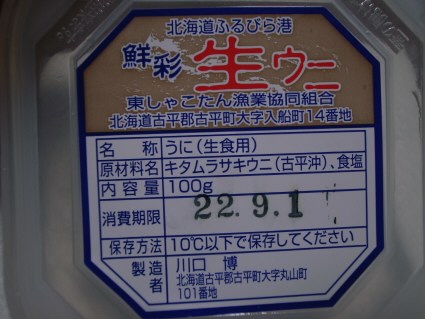 北海道ふるびら港
鮮彩 生ウニ
東しゃこたん漁業協同組合
北海道古平郡古平町大字入船町14番地
名 称 うに(生食用)
原材料名 キタムラサキウニ(古平沖)、食塩
内容量 100g
消費期限 22.9.1
保存方法 10℃以下で保存してください
製造者 川口 博
北海道古平郡古平町大字丸山町
101番地